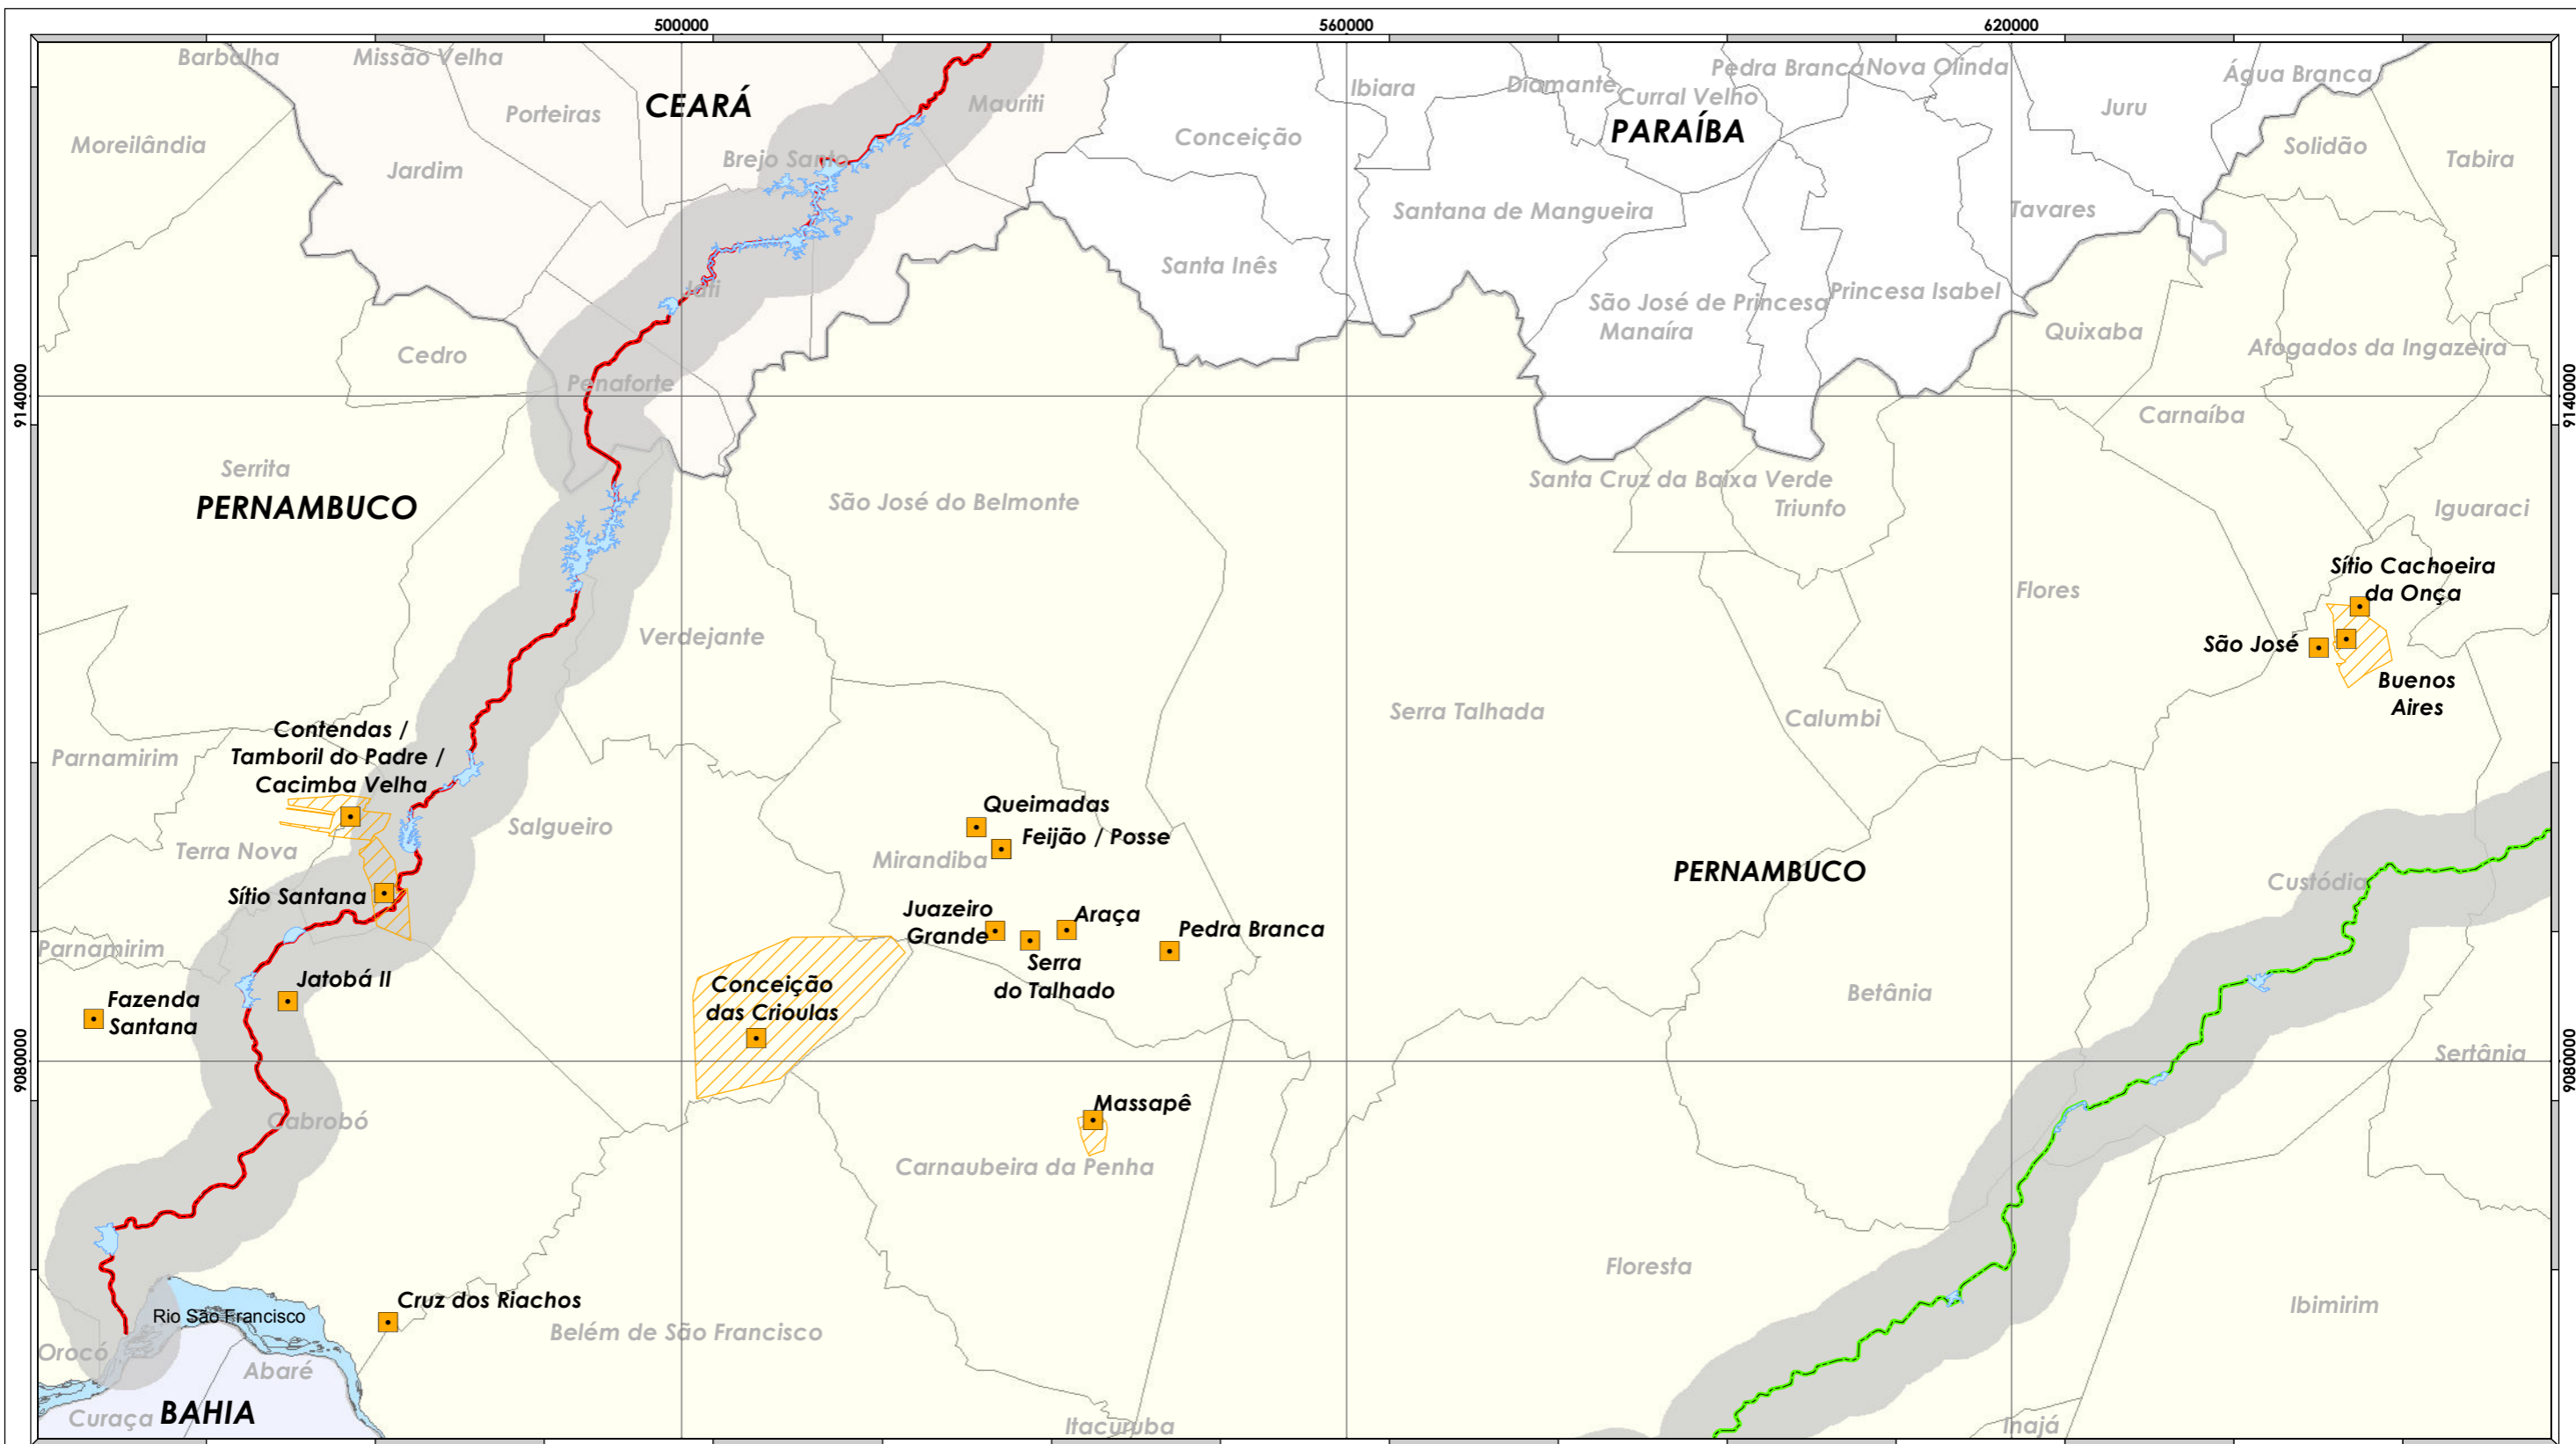 500000
560000
620000
Barbalha
Missão Velha
Porteiras
CEARÁ
Mauriti
Moreilândia
Jardim
Brejo Santo
Conceição
Ibiara
Diamante
Pedra Branca
Nova Olinda
Curral Velho
PARAÍBA
Juru
Água Branca
Solidão
Tabira
Santana de Mangueira
Tavares
Santa Inês
Jati
São José de Princesa
Princesa Isabel
Manaíra
Quixaba
Afogados da Ingazeira
Cedro
Penaforte
9140000
9140000
Carnaíba
Serrita
PERNAMBUCO
São José do Belmonte
Santa Cruz da Baixa Verde
Triunfo
Iguaraci
Sítio Cachoeira
da Onça
Flores
São José
Buenos
Aires
Verdejante
Serra Talhada
Calumbi
Contendas /
Tamboril do Padre /
Cacimba Velha
Parnamirim
Salgueiro
Terra Nova
Queimadas
Feijão / Posse
Mirandiba
PERNAMBUCO
Custódia
Sítio Santana
Juazeiro
Grande
Araça
Pedra Branca
Serra
do Talhado
Parnamirim
Jatobá II
Fazenda
Santana
Conceição
das Crioulas
Betânia
Sertânia
9080000
9080000
Cabrobó
Massapê
Carnaubeira da Penha
Floresta
Ibimirim
Rio São Francisco
Cruz dos Riachos
Belém de São Francisco
Orocó
Abaré
Curaça
BAHIA
Itacuruba
Inajá